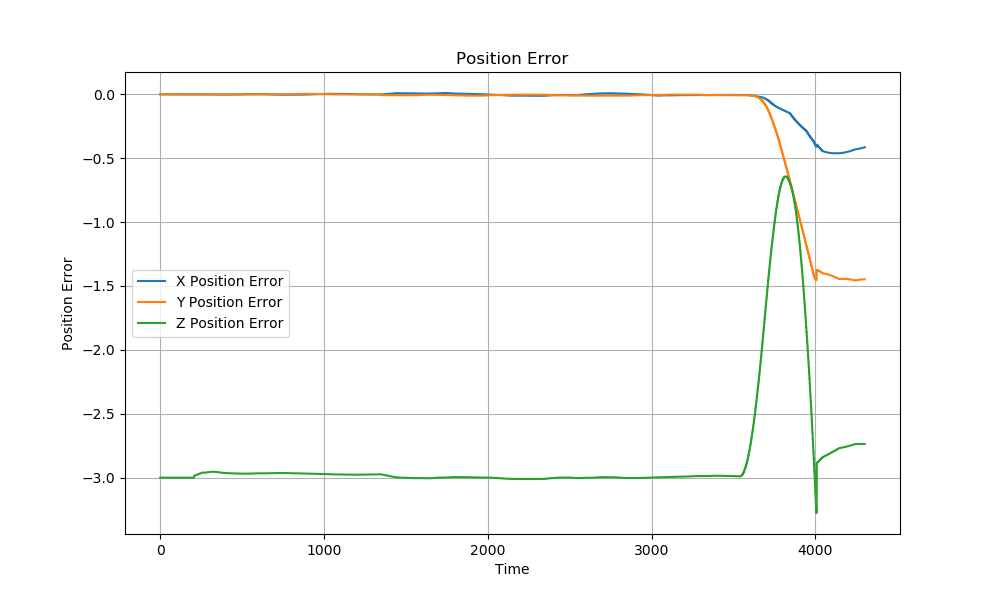 Position Error
0.0
−0.5
−1.0
−1.5
−2.0
−2.5
−3.0
Position Error
X Position Error
Y Position Error
Z Position Error
0 1000 2000 3000 4000
Time